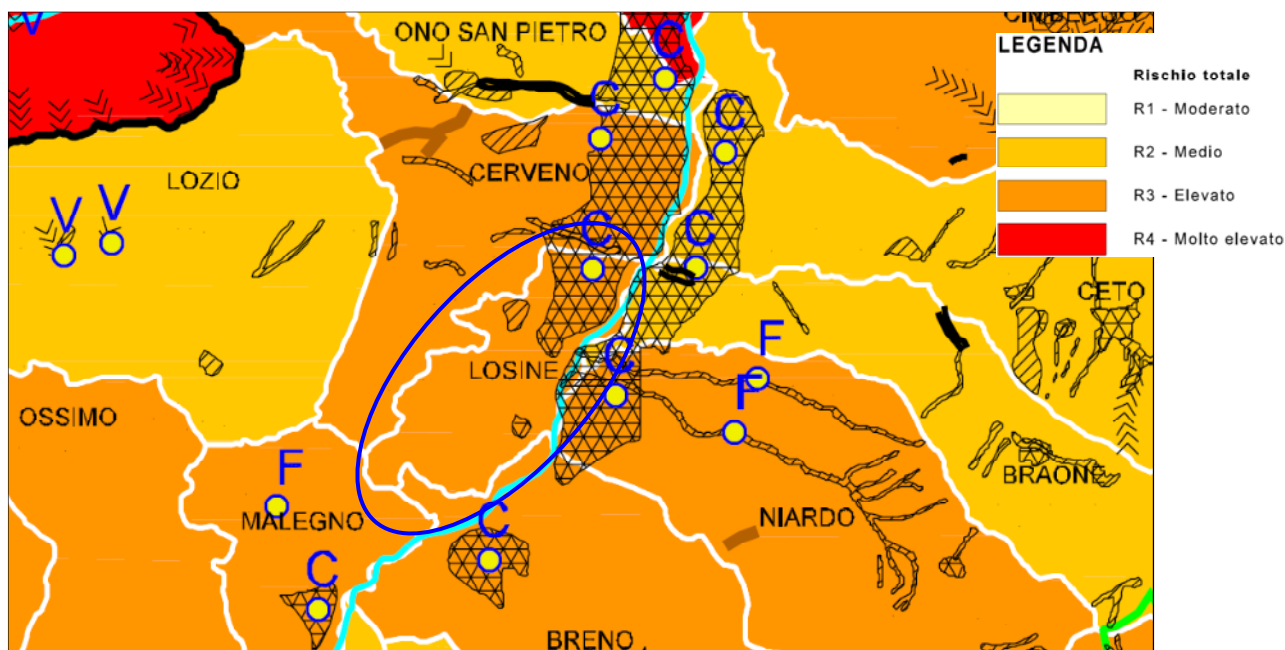 V
ONO SAN PIETRO
C
LEGENDA
Rischio totale
R1 - Moderato
R2 - Medio
R3 - Elevato
R4 - Molto elevato
C
C
CERVENO
LOZIO
V
V
C
C
CETO
LOSINE
C
F
F
OSSIMO
F
MALEGNO
C
BRAONE
NIARDO
C
BRENO